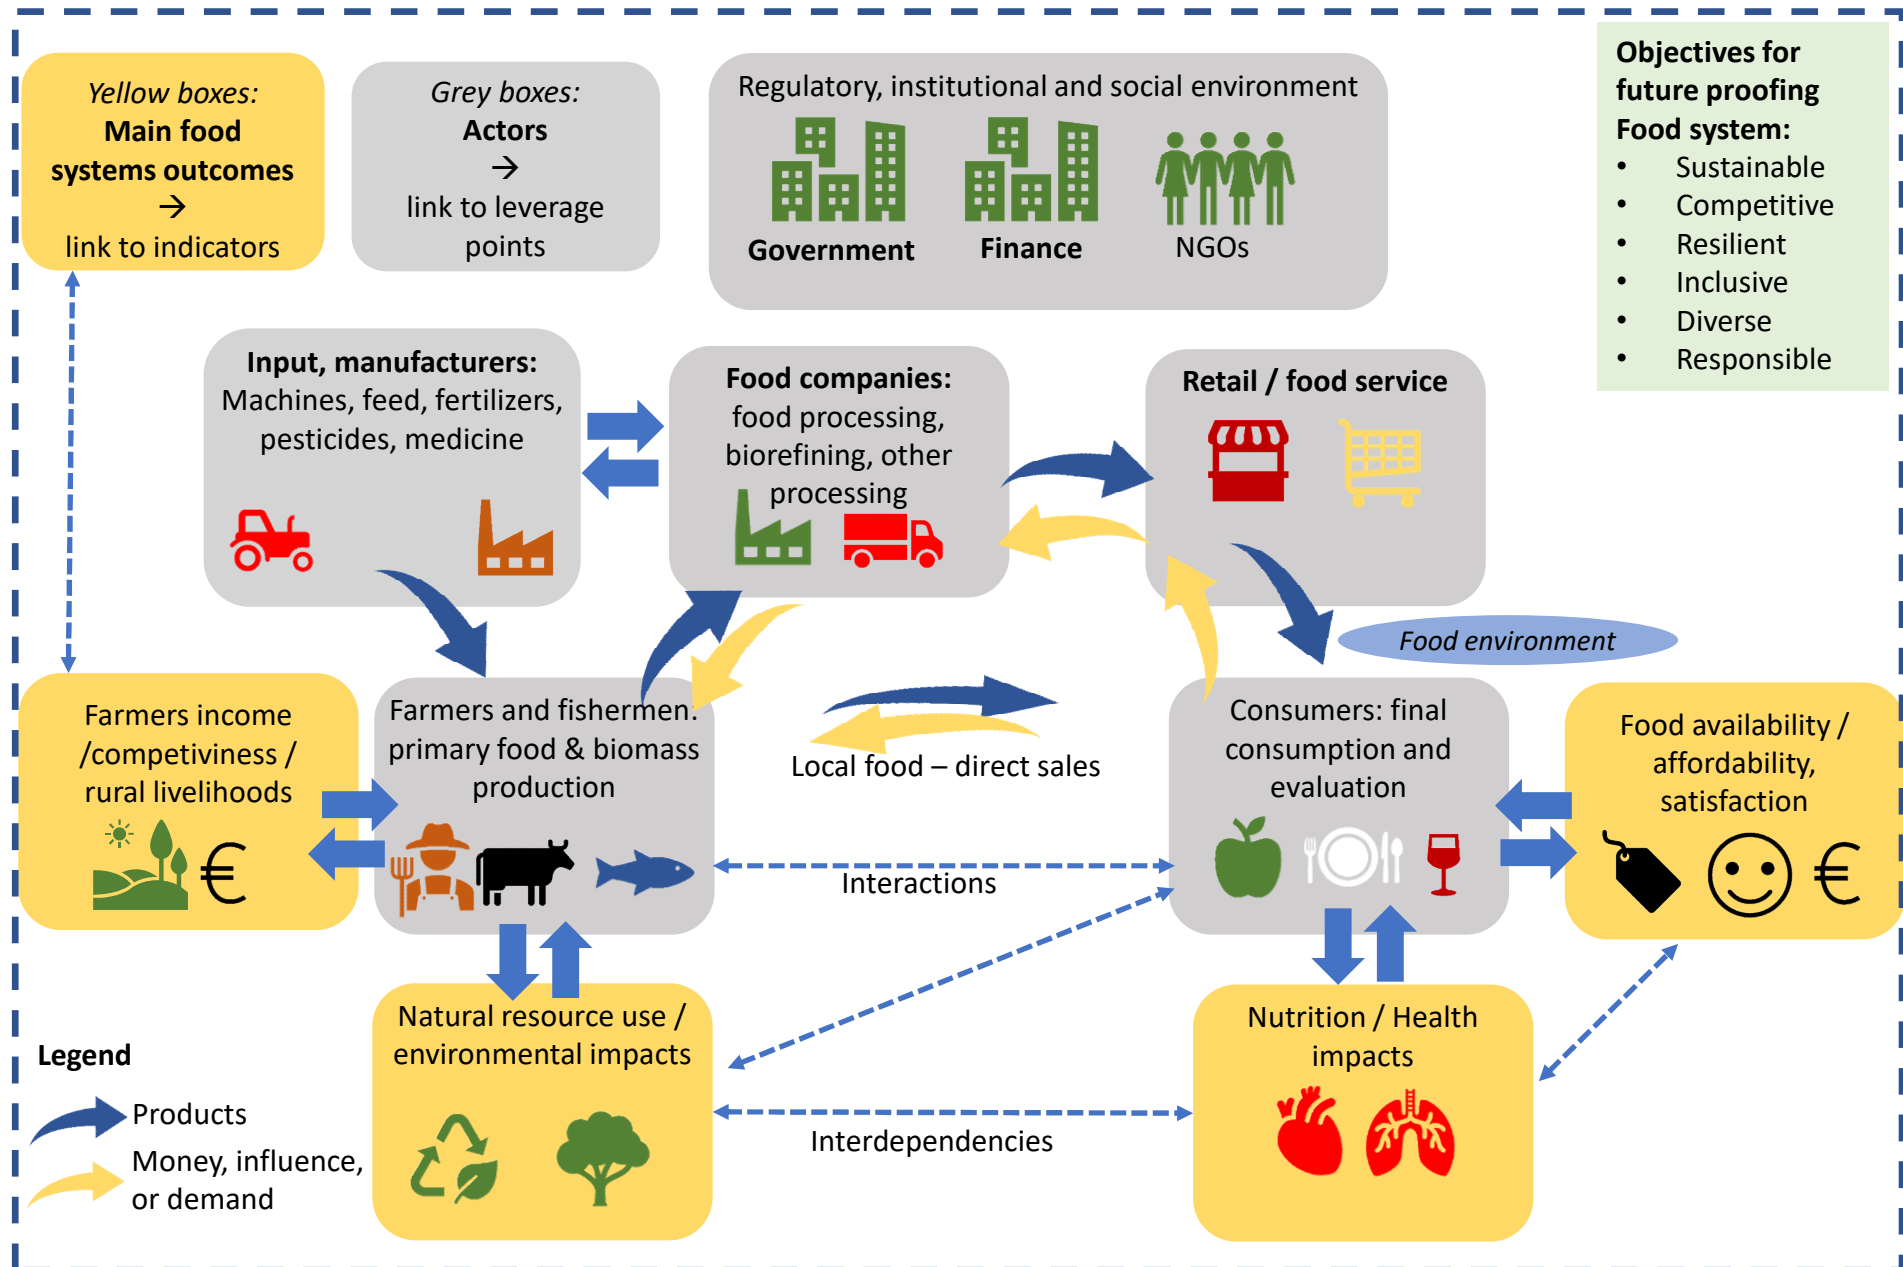 Yellow boxes:
Main food
systems outcomes
→
link to indicators
Grey boxes:
Actors
→
link to leverage
points
Regulatory, institutional and social environment
Government
Finance
NGOs
Objectives for
future proofing
Food system:
• Sustainable
• Competitive
• Resilient
• Inclusive
• Diverse
• Responsible
Input, manufacturers:
Machines, feed, fertilizers,
pesticides, medicine
Food companies:
food processing,
biorefining, other
processing
Retail / food service
Food environment
Farmers income
/competiviness /
rural livelihoods
€
Farmers and fishermen:
primary food & biomass
production
Local food – direct sales
Consumers: final
consumption and
evaluation
Food availability /
affordability,
satisfaction
€
Interactions
Natural resource use /
environmental impacts
Nutrition / Health
impacts
Interdependencies
Legend
Products
Money, influence,
or demand